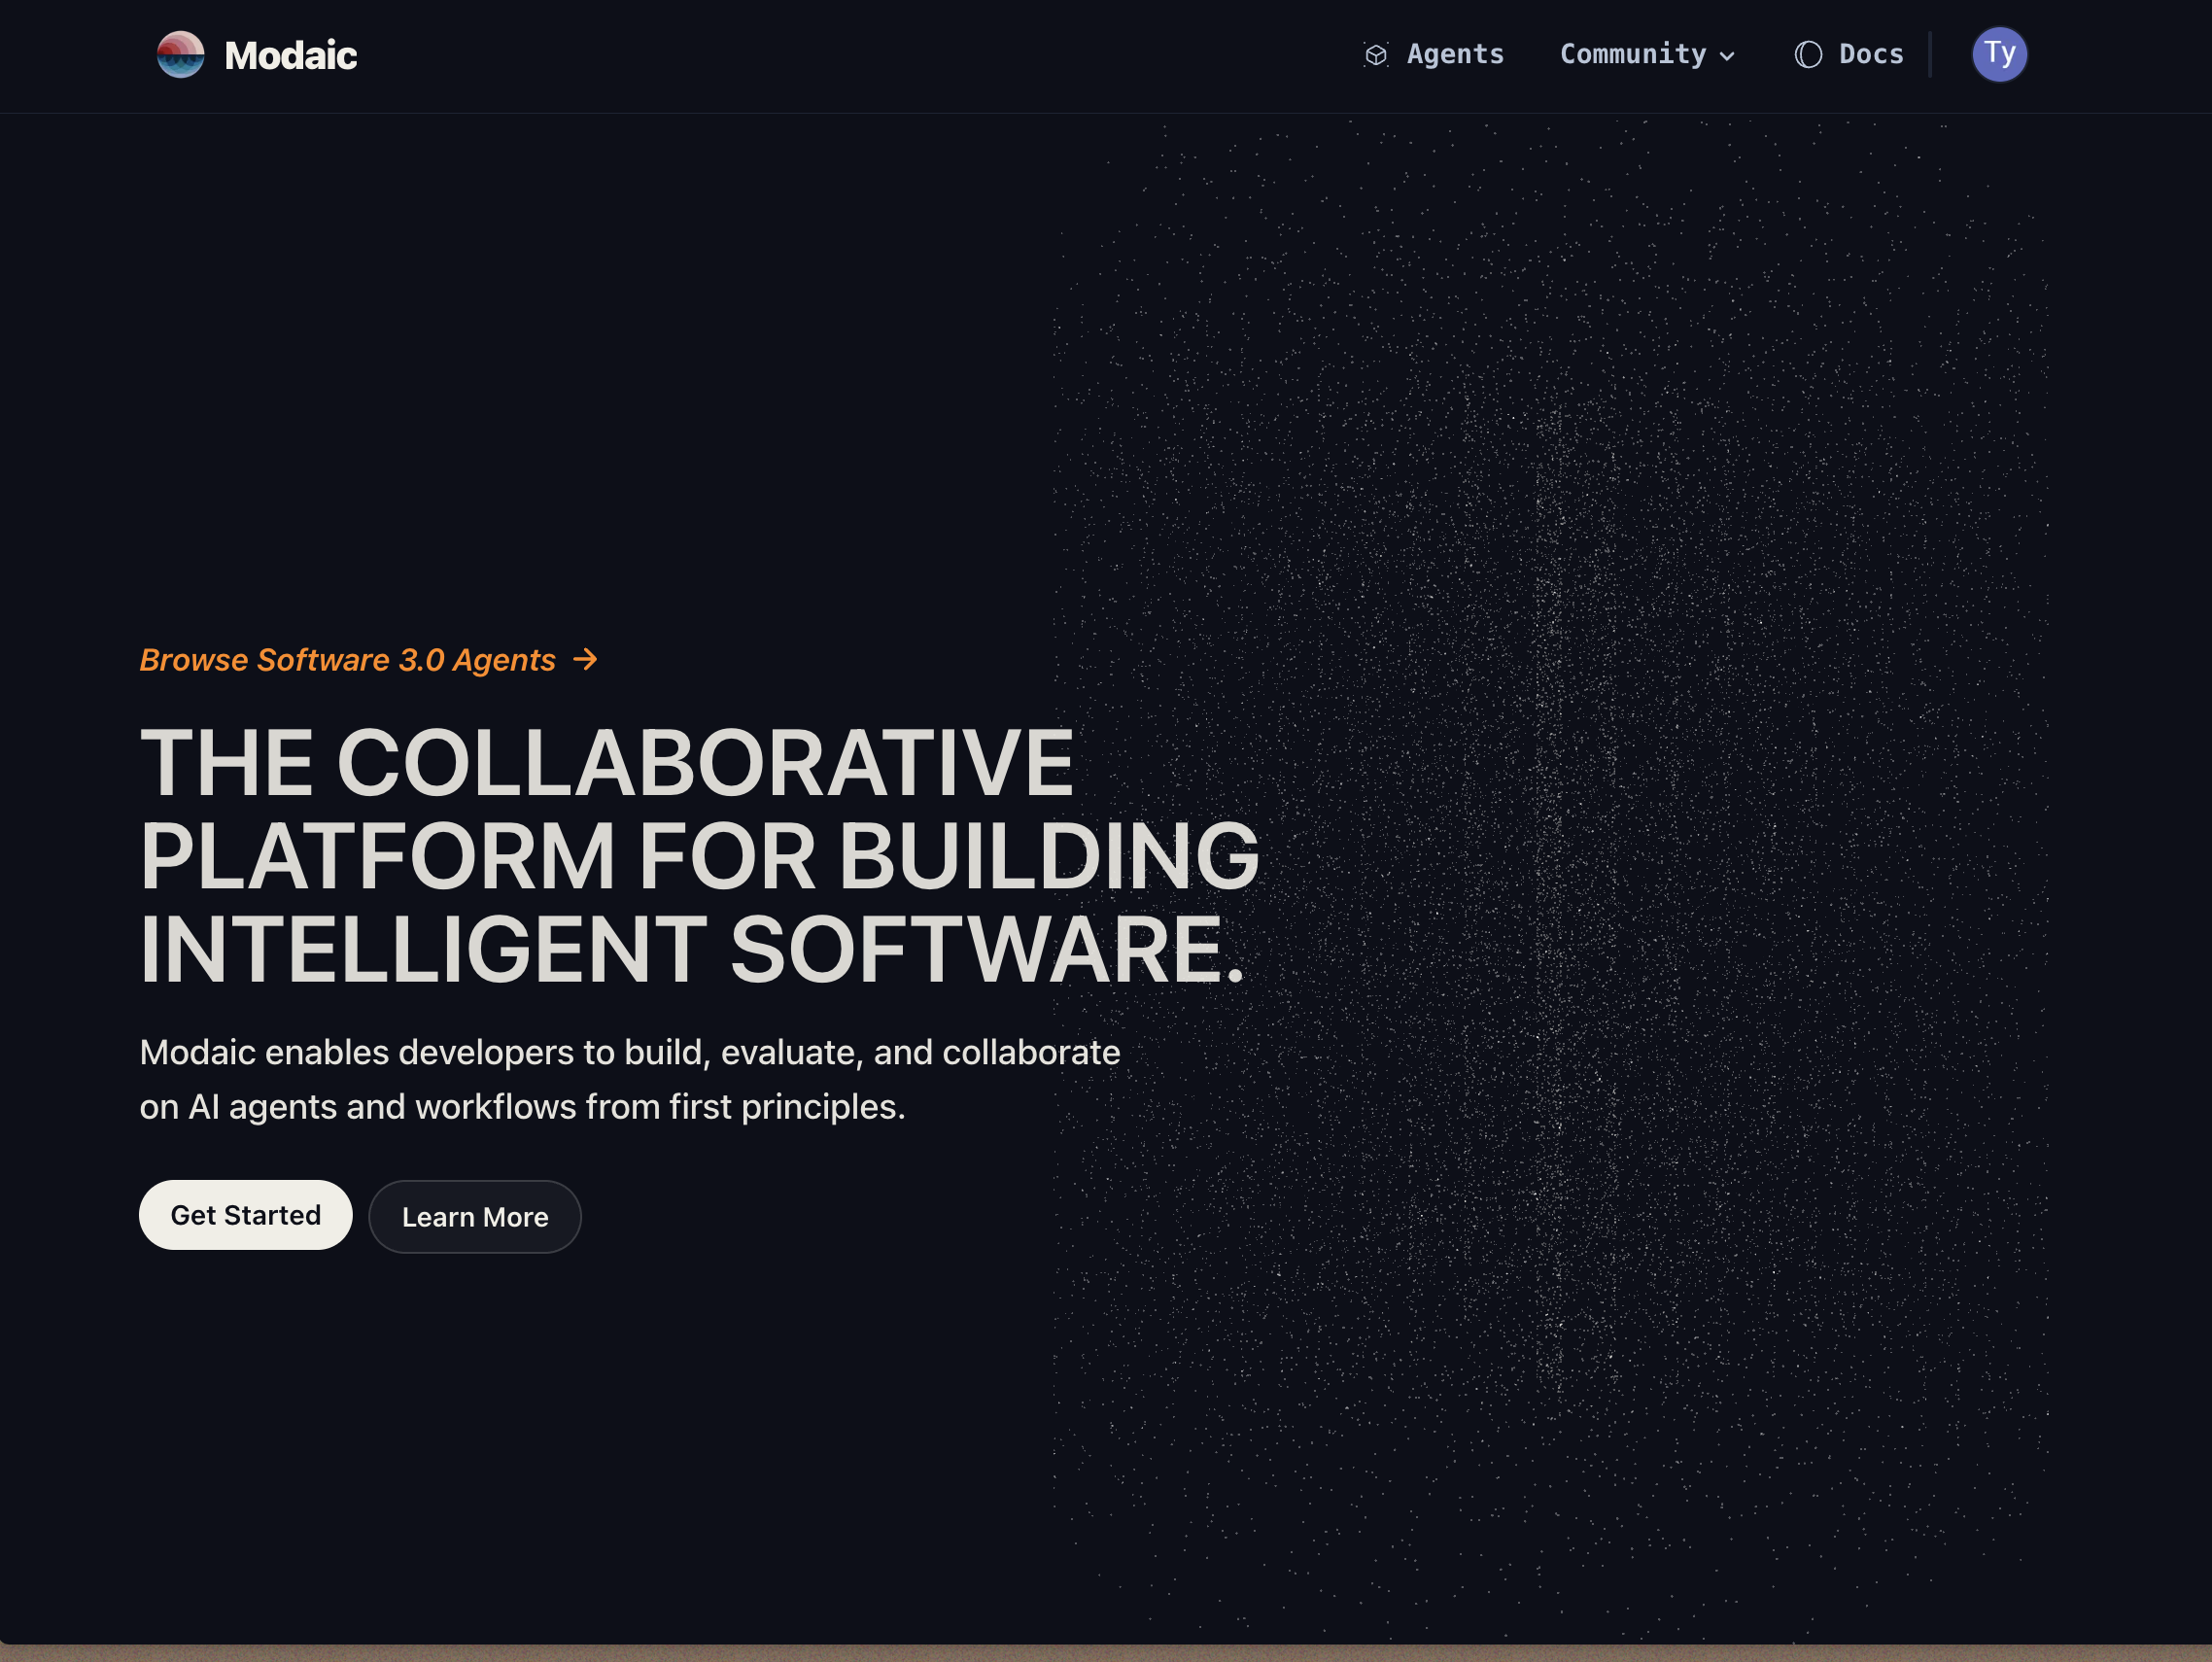 Modaic
Agents
Community
Docs
Ty
Browse Software 3.0 Agents →
THE COLLABORATIVE
PLATFORM FOR BUILDING
INTELLIGENT SOFTWARE.
Modaic enables developers to build, evaluate, and collaborate
on AI agents and workflows from first principles.
Get Started
Learn More